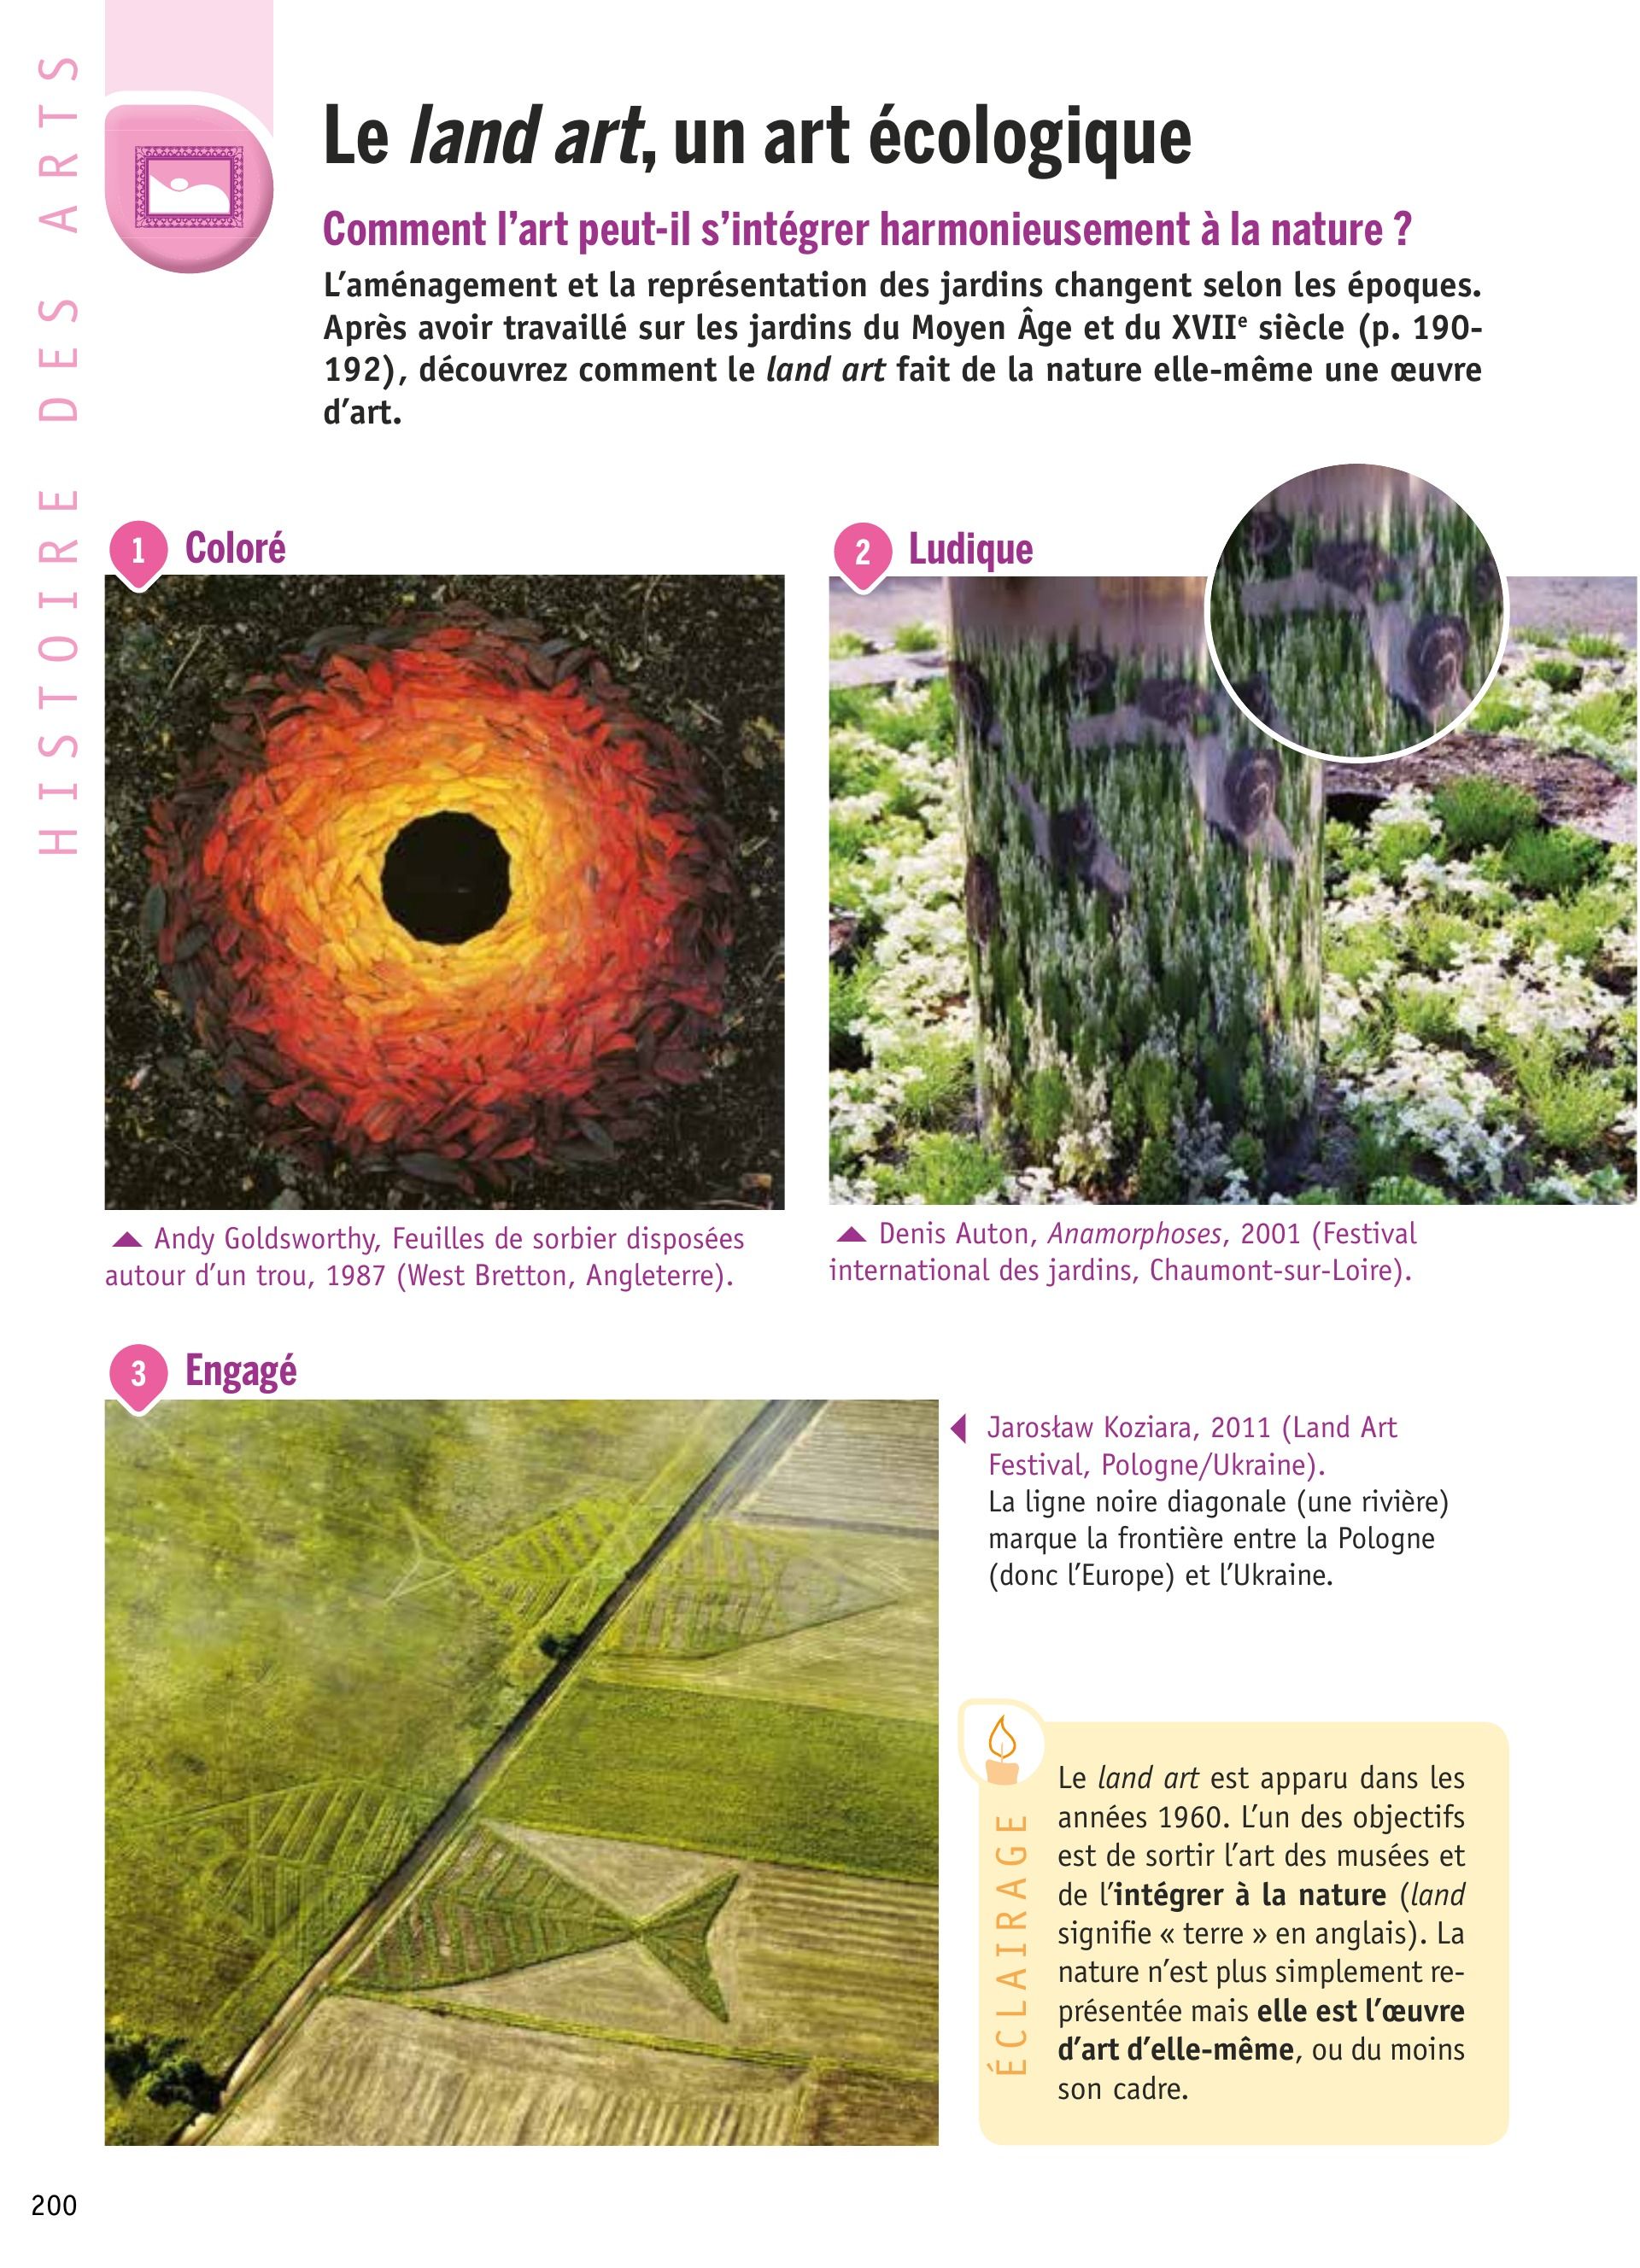 HISTOIRE DES ARTS
Le land art, un art écologique
Comment l’art peut-il s’intégrer harmonieusement à la nature ?
L’aménagement et la représentation des jardins changent selon les époques.
Après avoir travaillé sur les jardins du Moyen Âge et du XVIIe siècle (p. 190-
192), découvrez comment le land art fait de la nature elle-même une œuvre
d’art.
1 Coloré
2 Ludique
Andy Goldsworthy, Feuilles de sorbier disposées
autour d’un trou, 1987 (West Bretton, Angleterre).
Denis Auton, Anamorphoses, 2001 (Festival
international des jardins, Chaumont-sur-Loire).
3 Engagé
Jarosław Koziara, 2011 (Land Art
Festival, Pologne/Ukraine).
La ligne noire diagonale (une rivière)
marque la frontière entre la Pologne
(donc l’Europe) et l’Ukraine.
ÉCLAIRAGE
Le land art est apparu dans les
années 1960. L’un des objectifs
est de sortir l’art des musées et
de l’intégrer à la nature (land
signifie « terre » en anglais). La
nature n’est plus simplement re-
présentée mais elle est l’œuvre
d’art d’elle-même, ou du moins
son cadre.
200